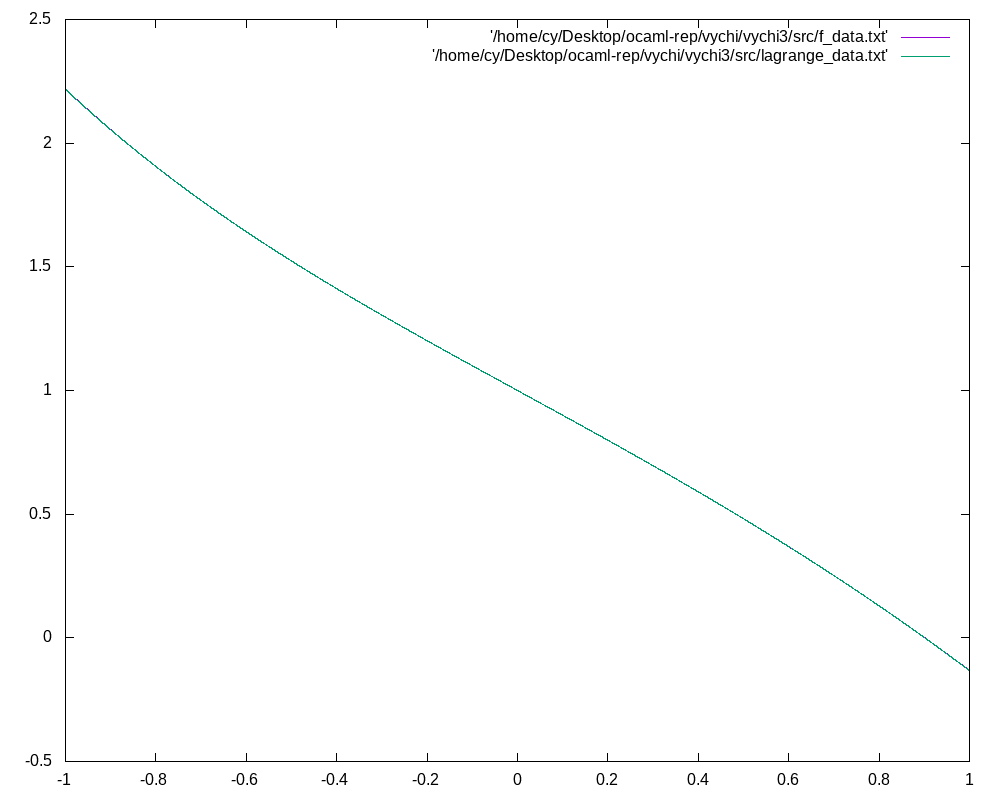 2.5
'/home/cy/Desktop/ocaml-rep/vychi/vychi3/src/f_data.txt'
'/home/cy/Desktop/ocaml-rep/vychi/vychi3/src/lagrange_data.txt'
2
1.5
1
0.5
0
-0.5
-1 -0.8 -0.6 -0.4 -0.2 0 0.2 0.4 0.6 0.8 1